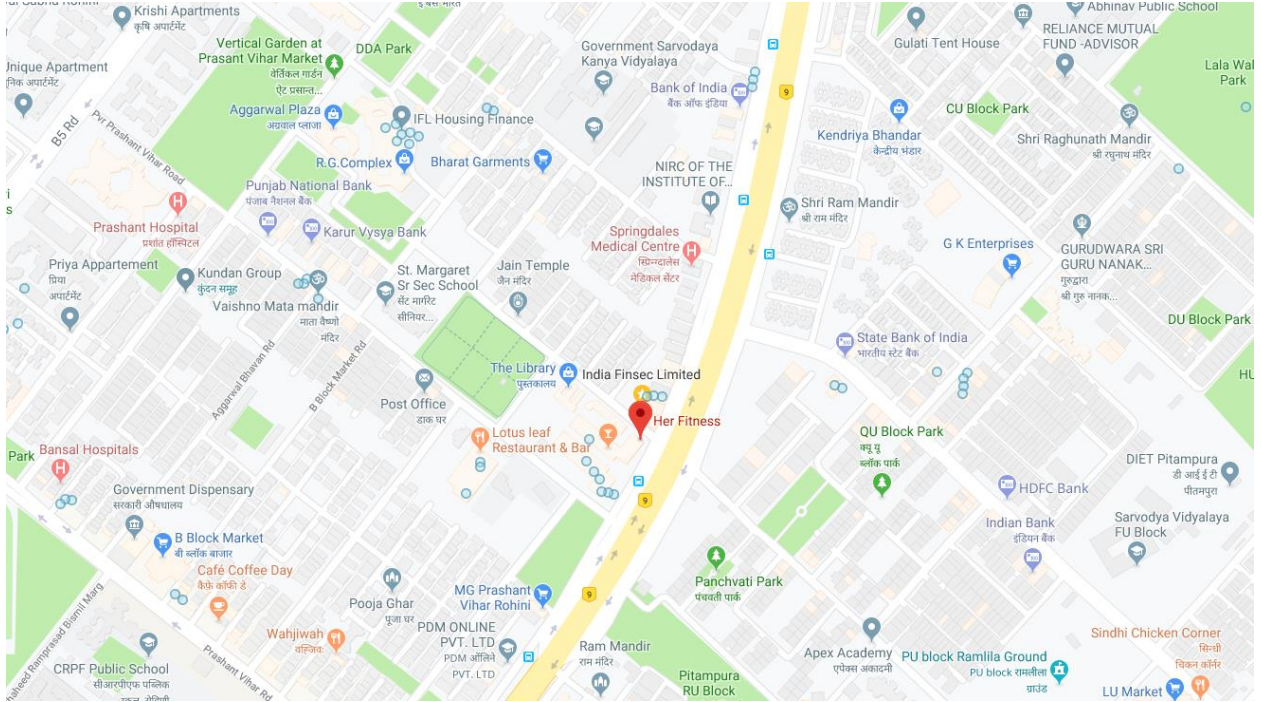 Krishi Apartments
कृषि अपार्टमेंट
Abhinav Public School
Vertical Garden at
Prasant Vihar Market
वेर्तिकल गार्डन
ऐट प्रसान्त...
DDA Park
Government Sarvodaya
Kanya Vidyalaya
Gulati Tent House
RELIANCE MUTUAL
FUND -ADVISOR
Unique Apartment
Bank of India
बैंक ऑफ इंडिया
9
Lala Wal
Park
B5 Rd
Pvr Prashant Vihar Road
Aggarwal Plaza
अग्रवाल प्लाजा
IFL Housing Finance
CU Block Park
Kendriya Bhandar
केन्द्रीय भंडार
Shri Raghunath Mandir
श्री रघुनाथ मंदिर
R.G.Complex
Bharat Garments
NIRC OF THE
INSTITUTE OF...
Punjab National Bank
पंजाब नैशनल बैंक
Shri Ram Mandir
श्री राम मंदिर
Prashant Hospital
प्रशांत हॉस्पिटल
Karur Vysya Bank
Springdales
Medical Centre
स्प्रिन्गदालेस
मेडिकल सेंटर
G K Enterprises
GURUDWARA SRI
GURU NANAK...
गुरुद्वारा
श्री गुरु नानक...
Priya Appartement
प्रिया
अपार्टमेंट
Kundan Group
कुंदन समूह
St. Margaret
Sr Sec School
सेंट मार्गरेट
सीनियर...
Jain Temple
जैन मंदिर
Vaishno Mata mandir
माता वैष्णो
मंदिर
DU Block Park
State Bank of India
भारतीय स्टेट बैंक
Aggarwal Bhavan Rd
B Block Market Rd
The Library
पुस्तकालय
India Finsec Limited
HU
Post Office
डाक घर
Her Fitness
Lotus leaf
Restaurant & Bar
QU Block Park
क्यू यू
ब्लॉक पार्क
Park
Bansal Hospitals
DIET Pitampura
डी आई ई टी
पीतमपुरा
Government Dispensary
सरकारी औषधालय
9
HDFC Bank
Indian Bank
इंडियन बैंक
Sarvodya Vidyalaya
FU Block
B Block Market
बी ब्लॉक बाजार
Café Coffee Day
कैफ़े कॉफी डे
Panchvati Park
पंचवटी पार्क
Pooja Ghar
पूजा घर
MG Prashant
Vihar Rohini
9
PDM ONLINE
PVT. LTD
PDM ऑलिने
PVT. LTD
Wahjiwah
Ram Mandir
राम मंदिर
Apex Academy
एपेक्स अकादमी
PU block Ramlila Ground
PU block रामलीला
ग्राउंड
Sindhi Chicken Corner
सिन्धी
चिकन कॉर्नर
CRPF Public School
सीआरपीएफ पब्लिक
Prashant Vihar Rd
Ramprasad Bismil Marg
Pitampura
RU Block
LU Market